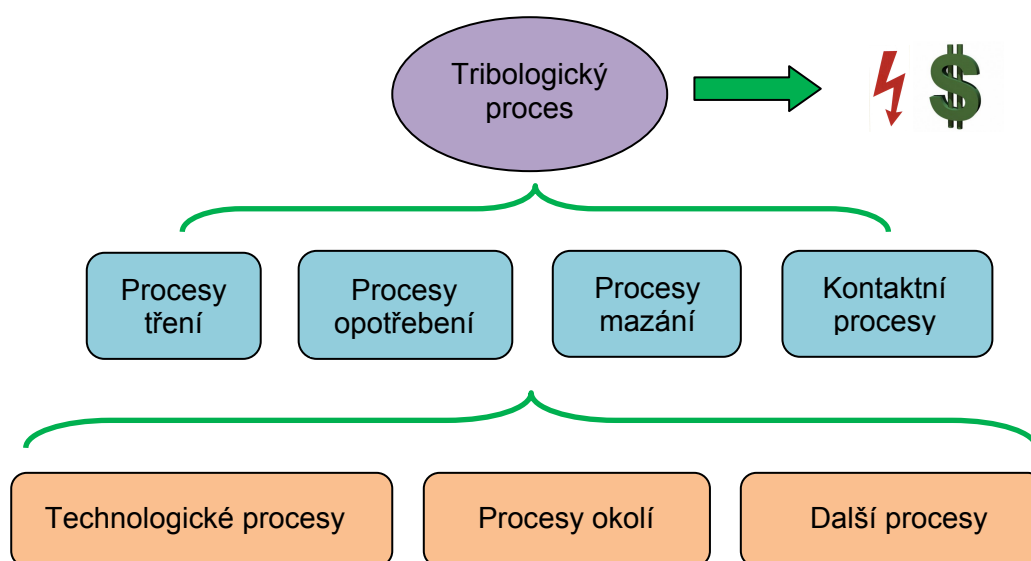 Tribologický
proces
Procesy
tření
Procesy
opotřebení
Procesy
mazání
Kontaktní
procesy
Technologické procesy
Procesy okolí
Další procesy